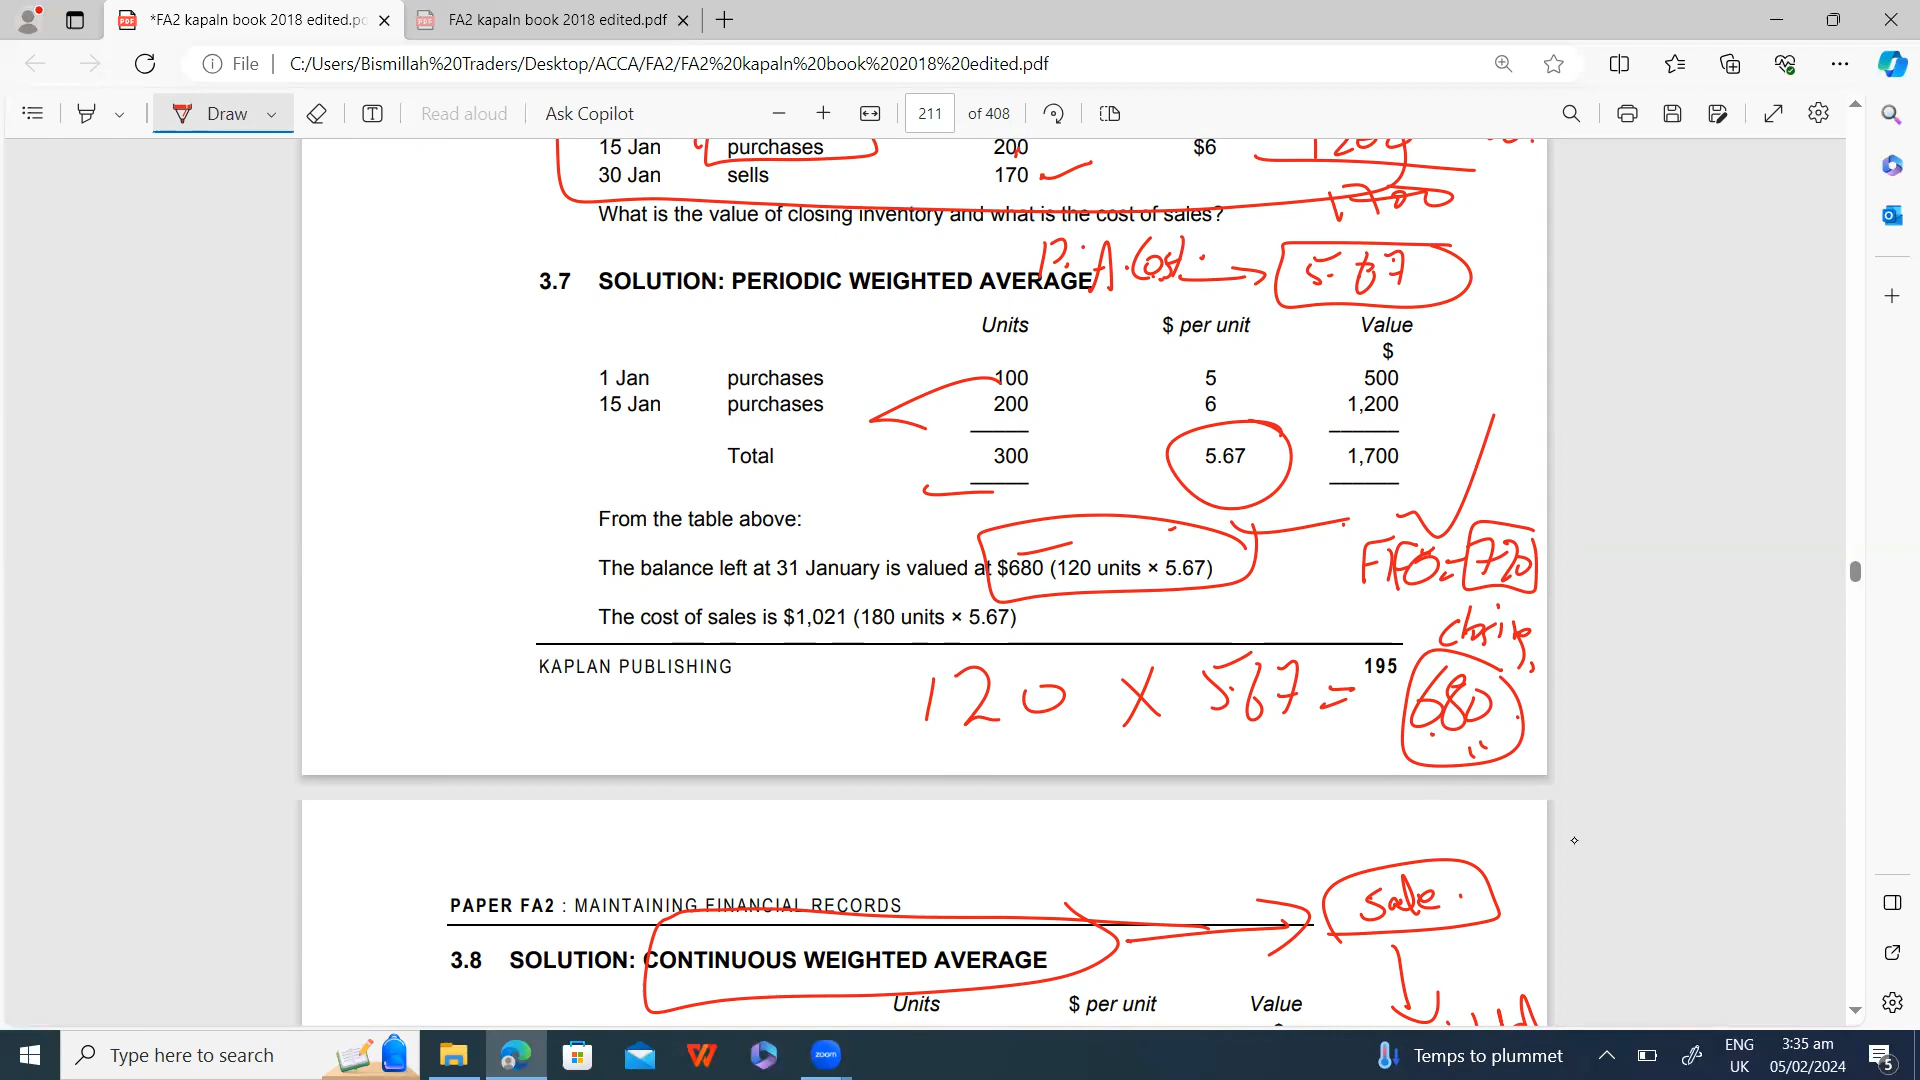 *FA2 kapaln book 2018 edited.pd
FA2 kapaln book 2018 edited.pdf
File
C:/Users/Bismillah%20Traders/Desktop/ACCA/FA2/FA2%20kapaln%20book%202018%20edited.pdf
Draw
Read aloud
Ask Copilot
211 of 408
15 Jan purchases 200 $6
30 Jan sells 170
1700
What is the value of closing inventory and what is the cost of sales?
P. A. Cost. 5.67
3.7 SOLUTION: PERIODIC WEIGHTED AVERAGE
Units $ per unit Value
$
1 Jan purchases 100 5 500
15 Jan purchases 200 6 1,200
Total 300 5.67 1,700
From the table above:
The balance left at 31 January is valued at $680 (120 units × 5.67)
FIFO = 720
The cost of sales is $1,021 (180 units × 5.67)
closing
KAPLAN PUBLISHING 195
120 X 5.67 = 680
sale.
PAPER FA2 : MAINTAINING FINANCIAL RECORDS
3.8 SOLUTION: CONTINUOUS WEIGHTED AVERAGE
Units $ per unit Value
Type here to search
zoom
Temps to plummet
ENG
UK
3:35 am
05/02/2024
5